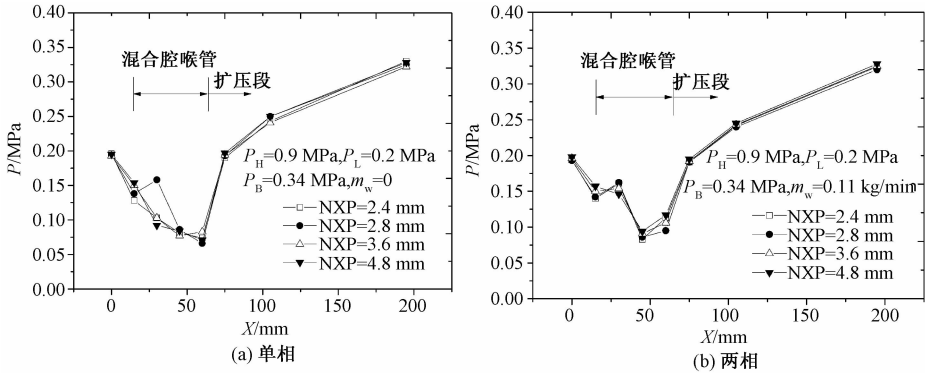 0.40
0.35
0.30
0.25
0.20
0.15
0.10
0.05
0.00
P/MPa
混合腔喉管
扩压段
P_H=0.9 MPa,P_L=0.2 MPa
P_B=0.34 MPa,m_w=0
NXP=2.4 mm
NXP=2.8 mm
NXP=3.6 mm
NXP=4.8 mm
0 50 100 150 200
X/mm
(a) 单相
0.40
0.35
0.30
0.25
0.20
0.15
0.10
0.05
0.00
P/MPa
混合腔喉管
扩压段
P_H=0.9 MPa,P_L=0.2 MPa
P_B=0.34 MPa,m_w=0.11 kg/min
NXP=2.4 mm
NXP=2.8 mm
NXP=3.6 mm
NXP=4.8 mm
0 50 100 150 200
X/mm
(b) 两相